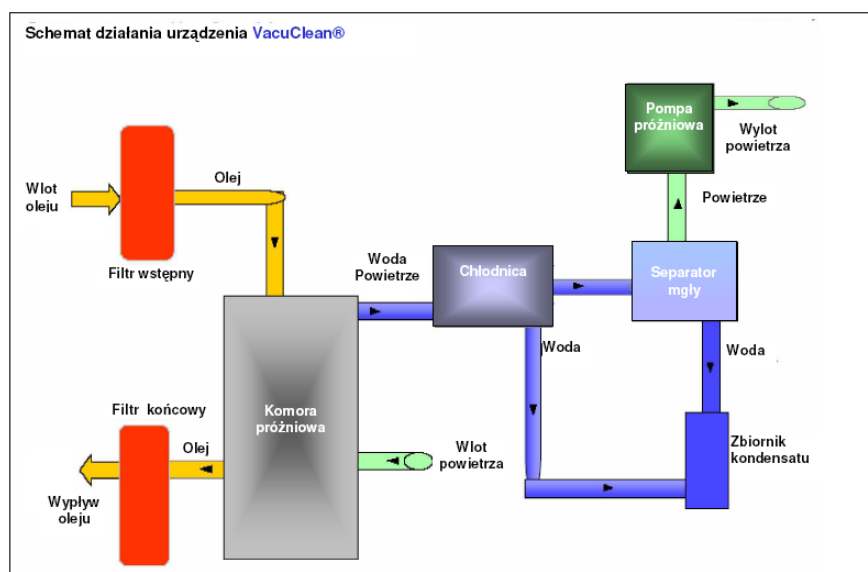 Schemat działania urządzenia VacuClean®
Pompa
próżniowa
Wylot
powietrza
Olej
Wlot
oleju
Powietrze
Filtr wstępny
Woda
Powietrze
Chłodnica
Separator
mgły
Woda
Woda
Filtr końcowy
Komora
próżniowa
Olej
Wlot
powietrza
Zbiornik
kondensatu
Wypływ
oleju